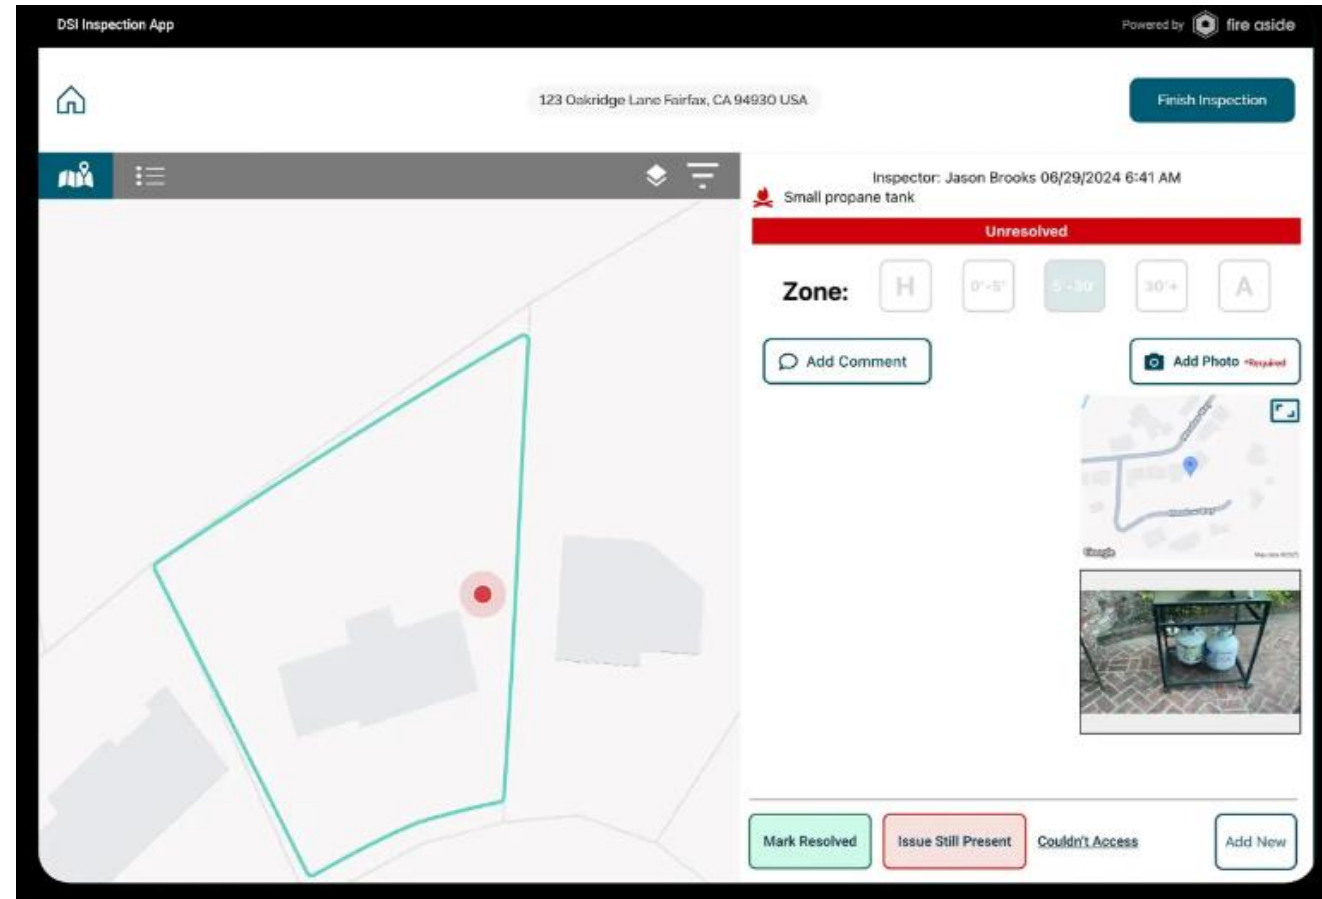 DSI Inspection App
Powered by fire aside
123 Oakridge Lane Fairfax, CA 94930 USA
Finish Inspection
Inspector: Jason Brooks 06/29/2024 6:41 AM
Small propane tank
Unresolved
Zone: H 0'-5' 5'-30' 30'+ A
Add Comment
Add Photo *Required
Google
Mark Resolved
Issue Still Present
Couldn't Access
Add New